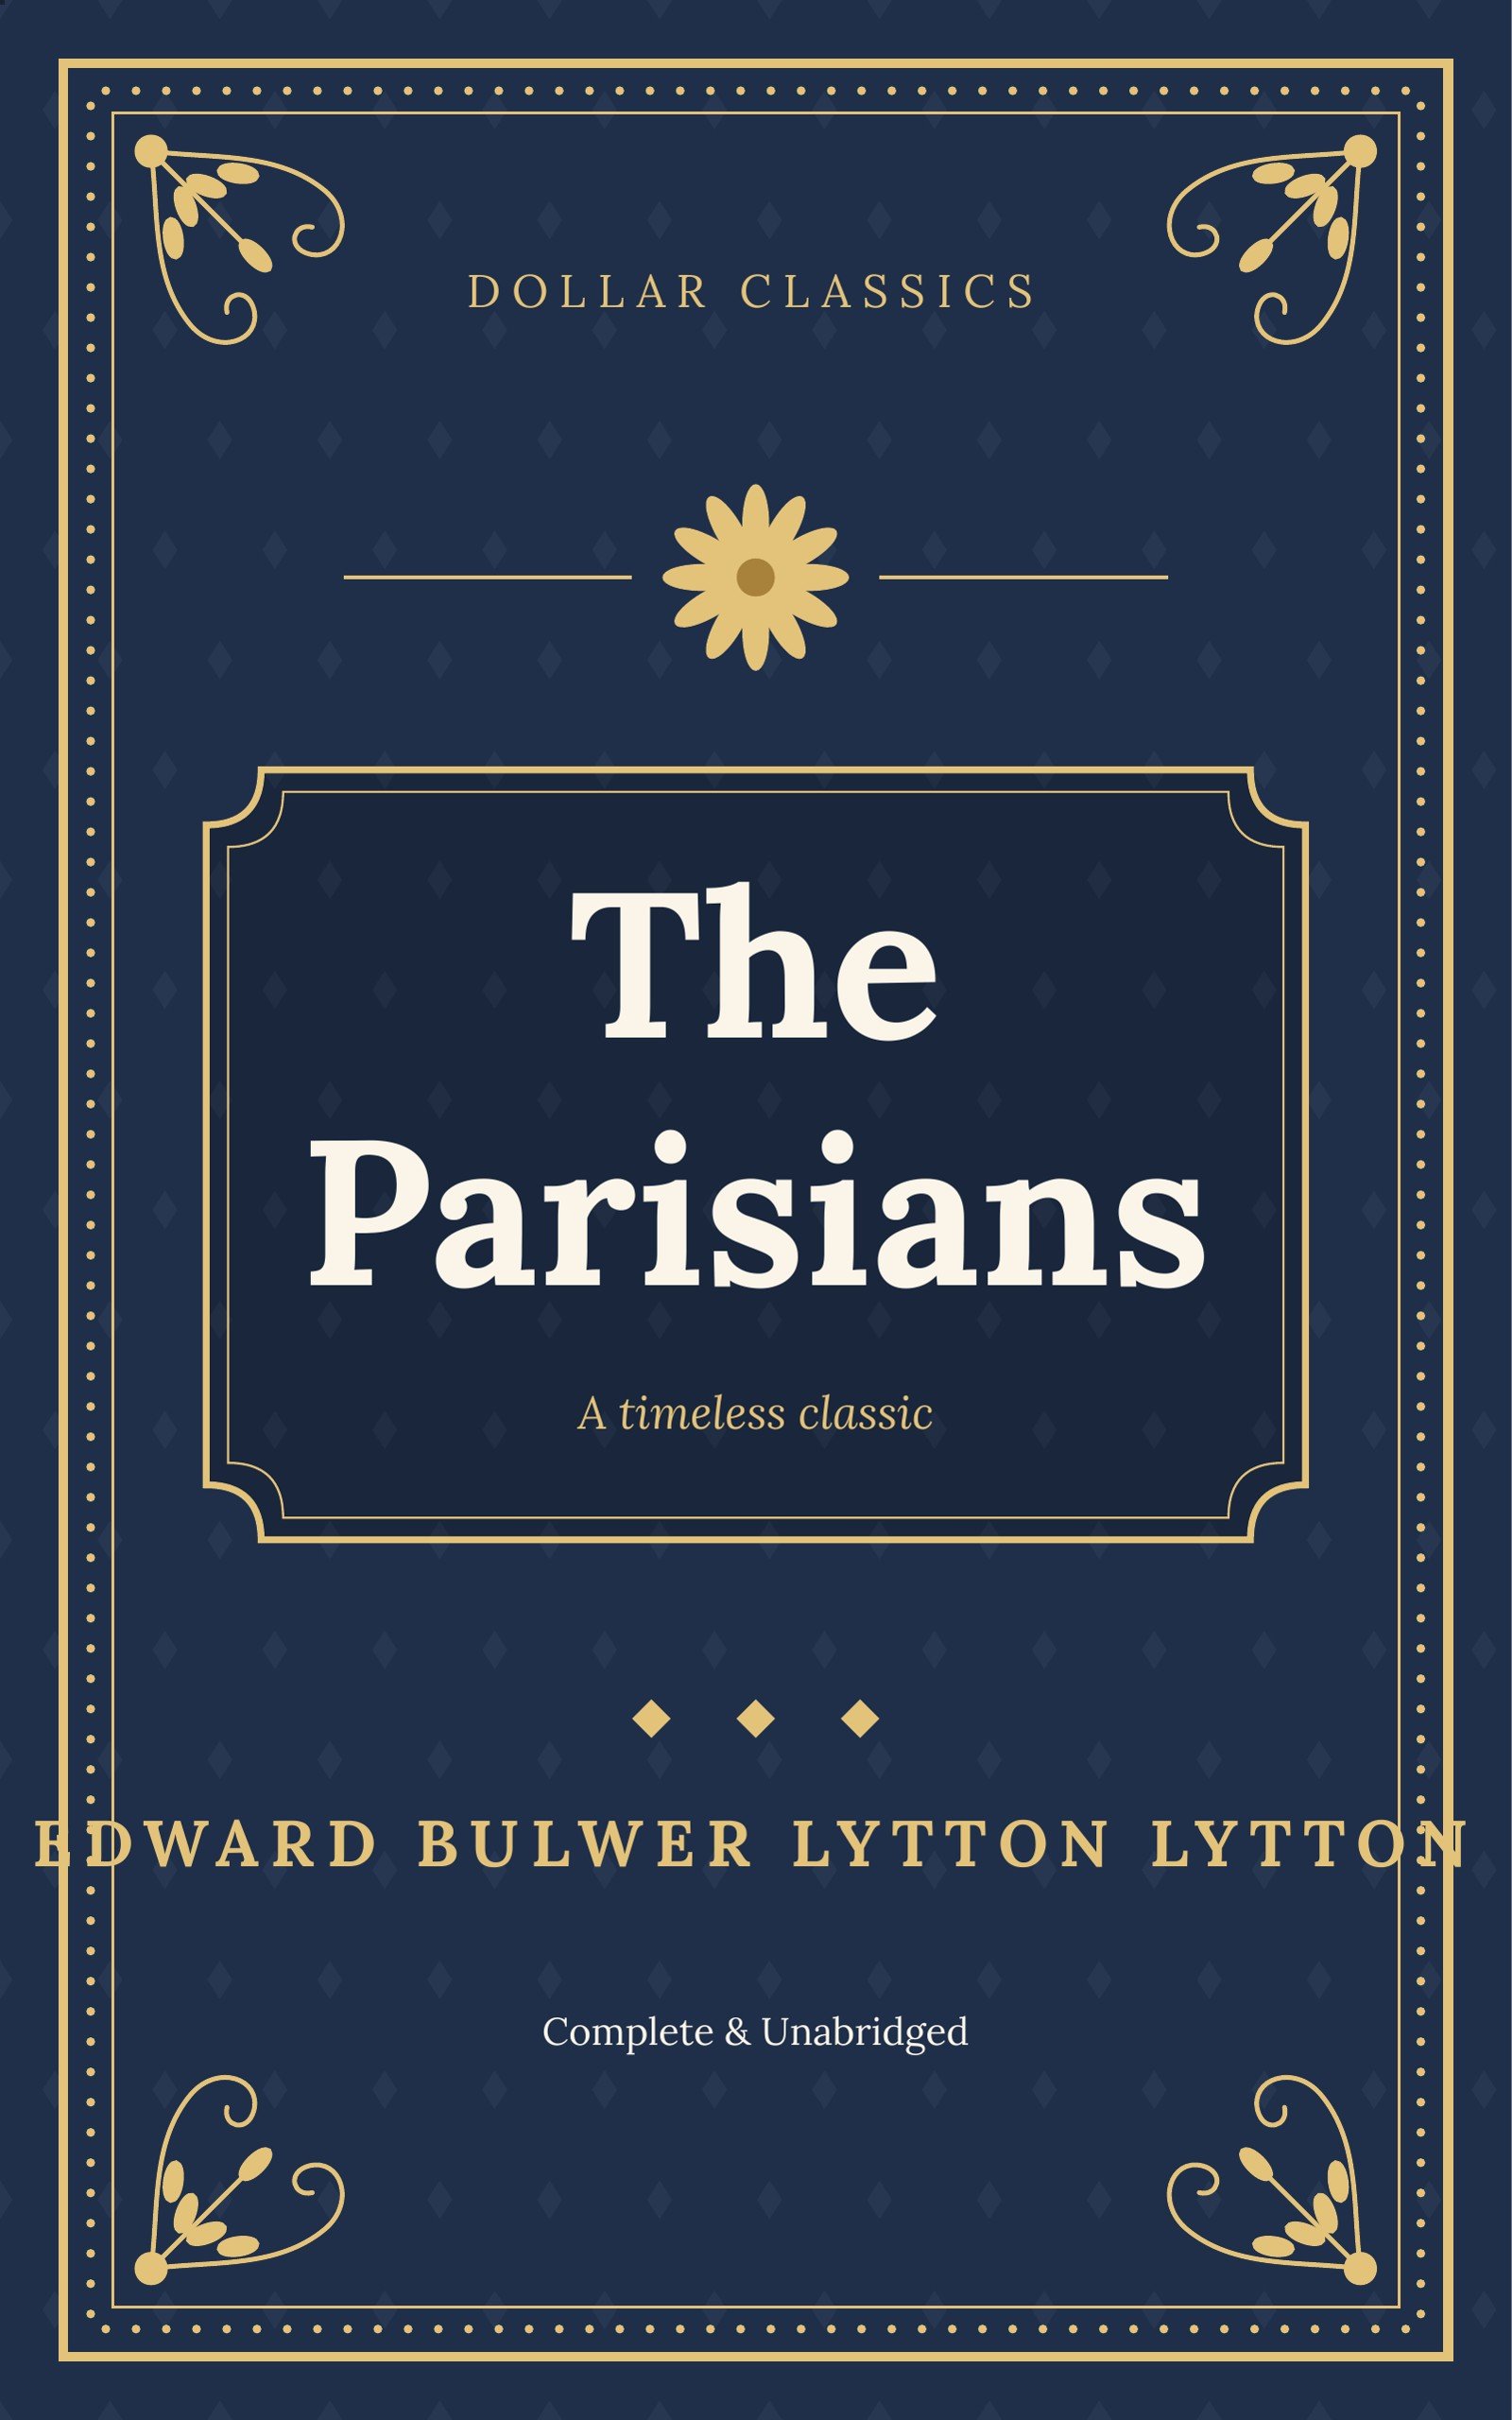 DOLLAR CLASSICS
The
Parisians
A timeless classic
EDWARD BULWER LYTTON LYTTON
Complete & Unabridged